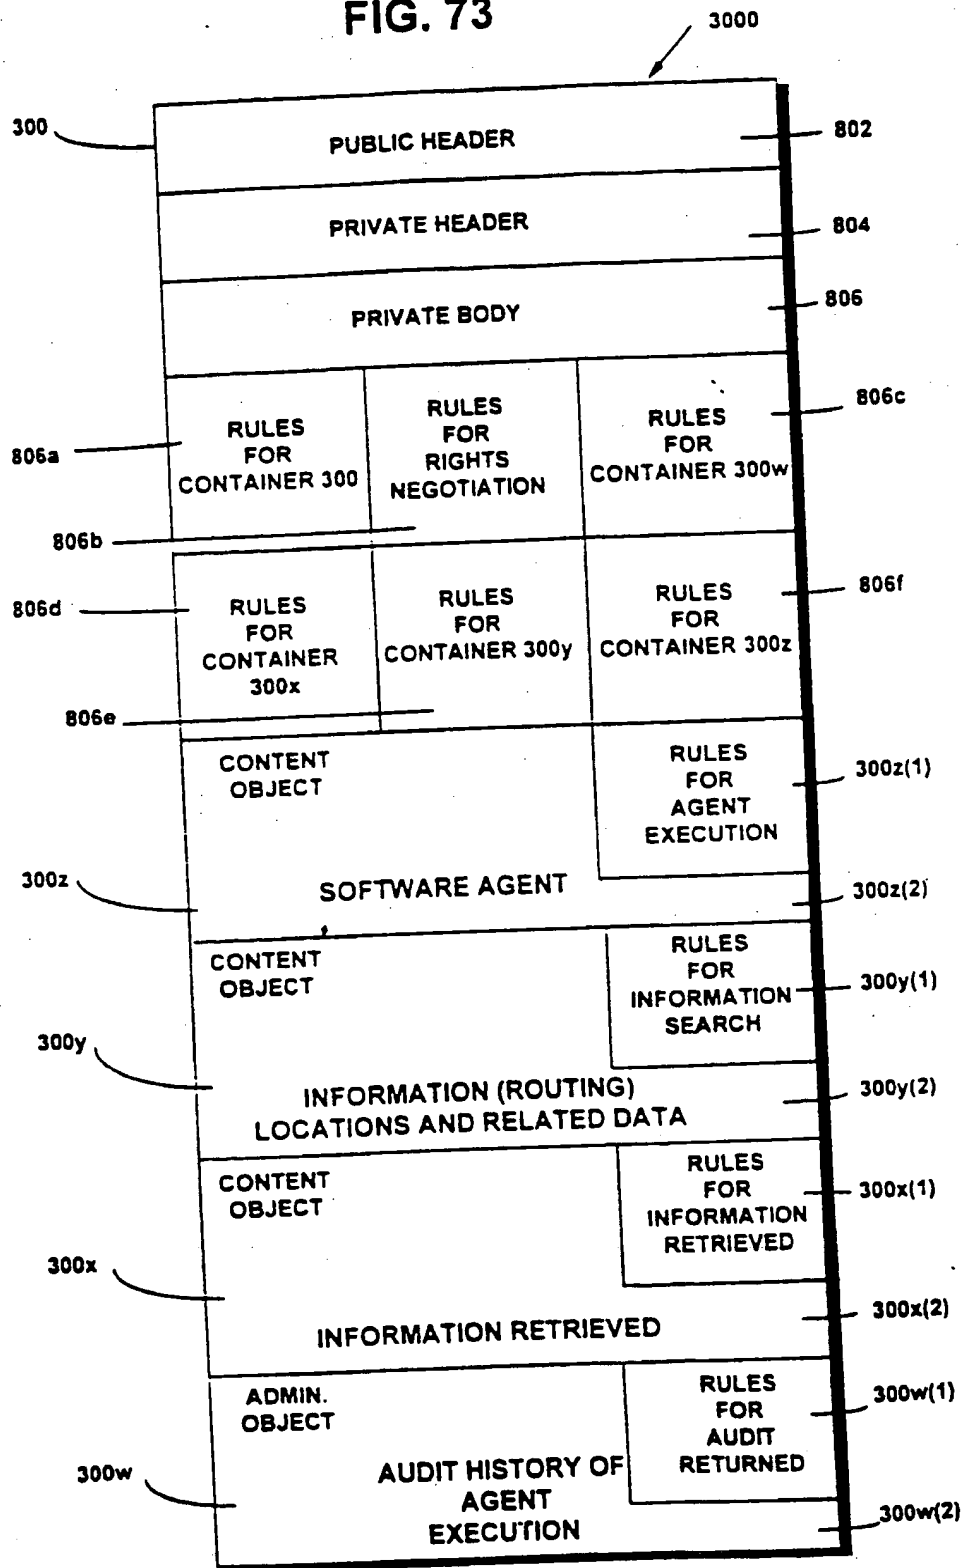 FIG. 73
3000
300
PUBLIC HEADER
802
PRIVATE HEADER
804
PRIVATE BODY
806
806a
RULES
FOR
CONTAINER 300
806b
RULES
FOR
RIGHTS
NEGOTIATION
RULES
FOR
CONTAINER 300w
806c
806d
RULES
FOR
CONTAINER
300x
806e
RULES
FOR
CONTAINER 300y
RULES
FOR
CONTAINER 300z
806f
CONTENT
OBJECT
RULES
FOR
AGENT
EXECUTION
300z(1)
300z
SOFTWARE AGENT
300z(2)
CONTENT
OBJECT
RULES
FOR
INFORMATION
SEARCH
300y(1)
300y
INFORMATION (ROUTING)
LOCATIONS AND RELATED DATA
300y(2)
CONTENT
OBJECT
RULES
FOR
INFORMATION
RETRIEVED
300x(1)
300x
INFORMATION RETRIEVED
300x(2)
ADMIN.
OBJECT
RULES
FOR
AUDIT
RETURNED
300w(1)
300w
AUDIT HISTORY OF
AGENT
EXECUTION
300w(2)